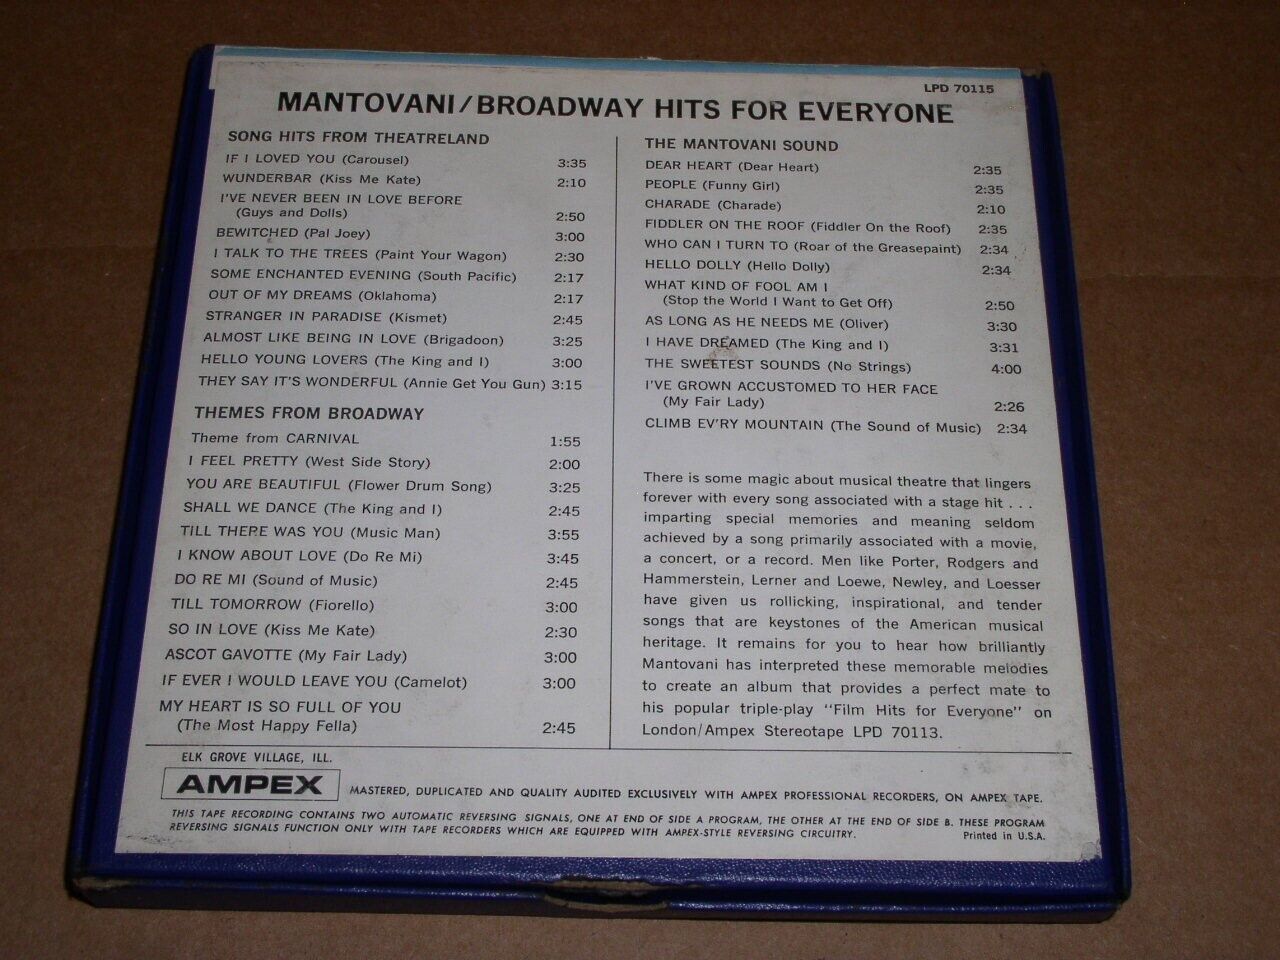 LPD 70115
MANTOVANI/BROADWAY HITS FOR EVERYONE
SONG HITS FROM THEATRELAND
IF I LOVED YOU (Carousel) 3:35
WUNDERBAR (Kiss Me Kate) 2:10
I'VE NEVER BEEN IN LOVE BEFORE
(Guys and Dolls) 2:50
BEWITCHED (Pal Joey) 3:00
I TALK TO THE TREES (Paint Your Wagon) 2:30
SOME ENCHANTED EVENING (South Pacific) 2:17
OUT OF MY DREAMS (Oklahoma) 2:17
STRANGER IN PARADISE (Kismet) 2:45
ALMOST LIKE BEING IN LOVE (Brigadoon) 3:25
HELLO YOUNG LOVERS (The King and I) 3:00
THEY SAY IT'S WONDERFUL (Annie Get You Gun) 3:15
THEMES FROM BROADWAY
Theme from CARNIVAL 1:55
I FEEL PRETTY (West Side Story) 2:00
YOU ARE BEAUTIFUL (Flower Drum Song) 3:25
SHALL WE DANCE (The King and I) 2:45
TILL THERE WAS YOU (Music Man) 3:55
I KNOW ABOUT LOVE (Do Re Mi) 3:45
DO RE MI (Sound of Music) 2:45
TILL TOMORROW (Fiorello) 3:00
SO IN LOVE (Kiss Me Kate) 2:30
ASCOT GAVOTTE (My Fair Lady) 3:00
IF EVER I WOULD LEAVE YOU (Camelot) 3:00
MY HEART IS SO FULL OF YOU
(The Most Happy Fella) 2:45
THE MANTOVANI SOUND
DEAR HEART (Dear Heart) 2:35
PEOPLE (Funny Girl) 2:35
CHARADE (Charade) 2:10
FIDDLER ON THE ROOF (Fiddler On the Roof) 2:35
WHO CAN I TURN TO (Roar of the Greasepaint) 2:34
HELLO DOLLY (Hello Dolly) 2:34
WHAT KIND OF FOOL AM I
(Stop the World I Want to Get Off) 2:50
AS LONG AS HE NEEDS ME (Oliver) 3:30
I HAVE DREAMED (The King and I) 3:31
THE SWEETEST SOUNDS (No Strings) 4:00
I'VE GROWN ACCUSTOMED TO HER FACE
(My Fair Lady) 2:26
CLIMB EV'RY MOUNTAIN (The Sound of Music) 2:34
There is some magic about musical theatre that lingers
forever with every song associated with a stage hit . . .
imparting special memories and meaning seldom
achieved by a song primarily associated with a movie,
a concert, or a record. Men like Porter, Rodgers and
Hammerstein, Lerner and Loewe, Newley, and Loesser
have given us rollicking, inspirational, and tender
songs that are keystones of the American musical
heritage. It remains for you to hear how brilliantly
Mantovani has interpreted these memorable melodies
to create an album that provides a perfect mate to
his popular triple-play "Film Hits for Everyone" on
London/Ampex Stereotape LPD 70113.
ELK GROVE VILLAGE, ILL.
AMPEX MASTERED, DUPLICATED AND QUALITY AUDITED EXCLUSIVELY WITH AMPEX PROFESSIONAL RECORDERS, ON AMPEX TAPE.
THIS TAPE RECORDING CONTAINS TWO AUTOMATIC REVERSING SIGNALS, ONE AT END OF SIDE A PROGRAM, THE OTHER AT THE END OF SIDE B. THESE PROGRAM
REVERSING SIGNALS FUNCTION ONLY WITH TAPE RECORDERS WHICH ARE EQUIPPED WITH AMPEX-STYLE REVERSING CIRCUITRY. Printed in U.S.A.